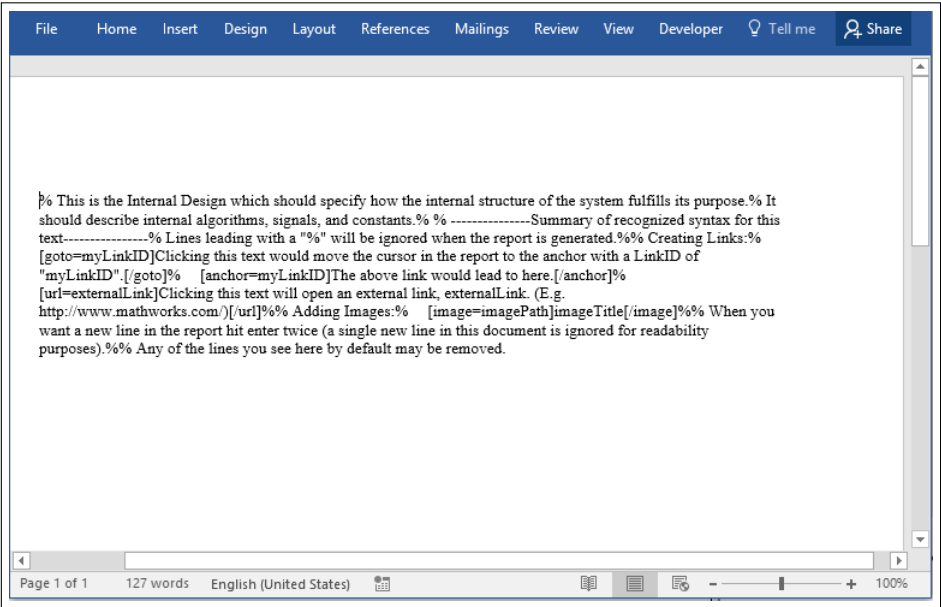 File Home Insert Design Layout References Mailings Review View Developer Tell me Share
% This is the Internal Design which should specify how the internal structure of the system fulfills its purpose.% It
should describe internal algorithms, signals, and constants.% % ---------------Summary of recognized syntax for this
text----------------% Lines leading with a "%" will be ignored when the report is generated.%% Creating Links:%
[goto=myLinkID]Clicking this text would move the cursor in the report to the anchor with a LinkID of
"myLinkID".[/goto]%    [anchor=myLinkID]The above link would lead to here.[/anchor]%
[url=externalLink]Clicking this text will open an external link, externalLink. (E.g.
http://www.mathworks.com/)[/url]%% Adding Images:%    [image=imagePath]imageTitle[/image]%% When you
want a new line in the report hit enter twice (a single new line in this document is ignored for readability
purposes).%% Any of the lines you see here by default may be removed.
Page 1 of 1 127 words English (United States) 100%